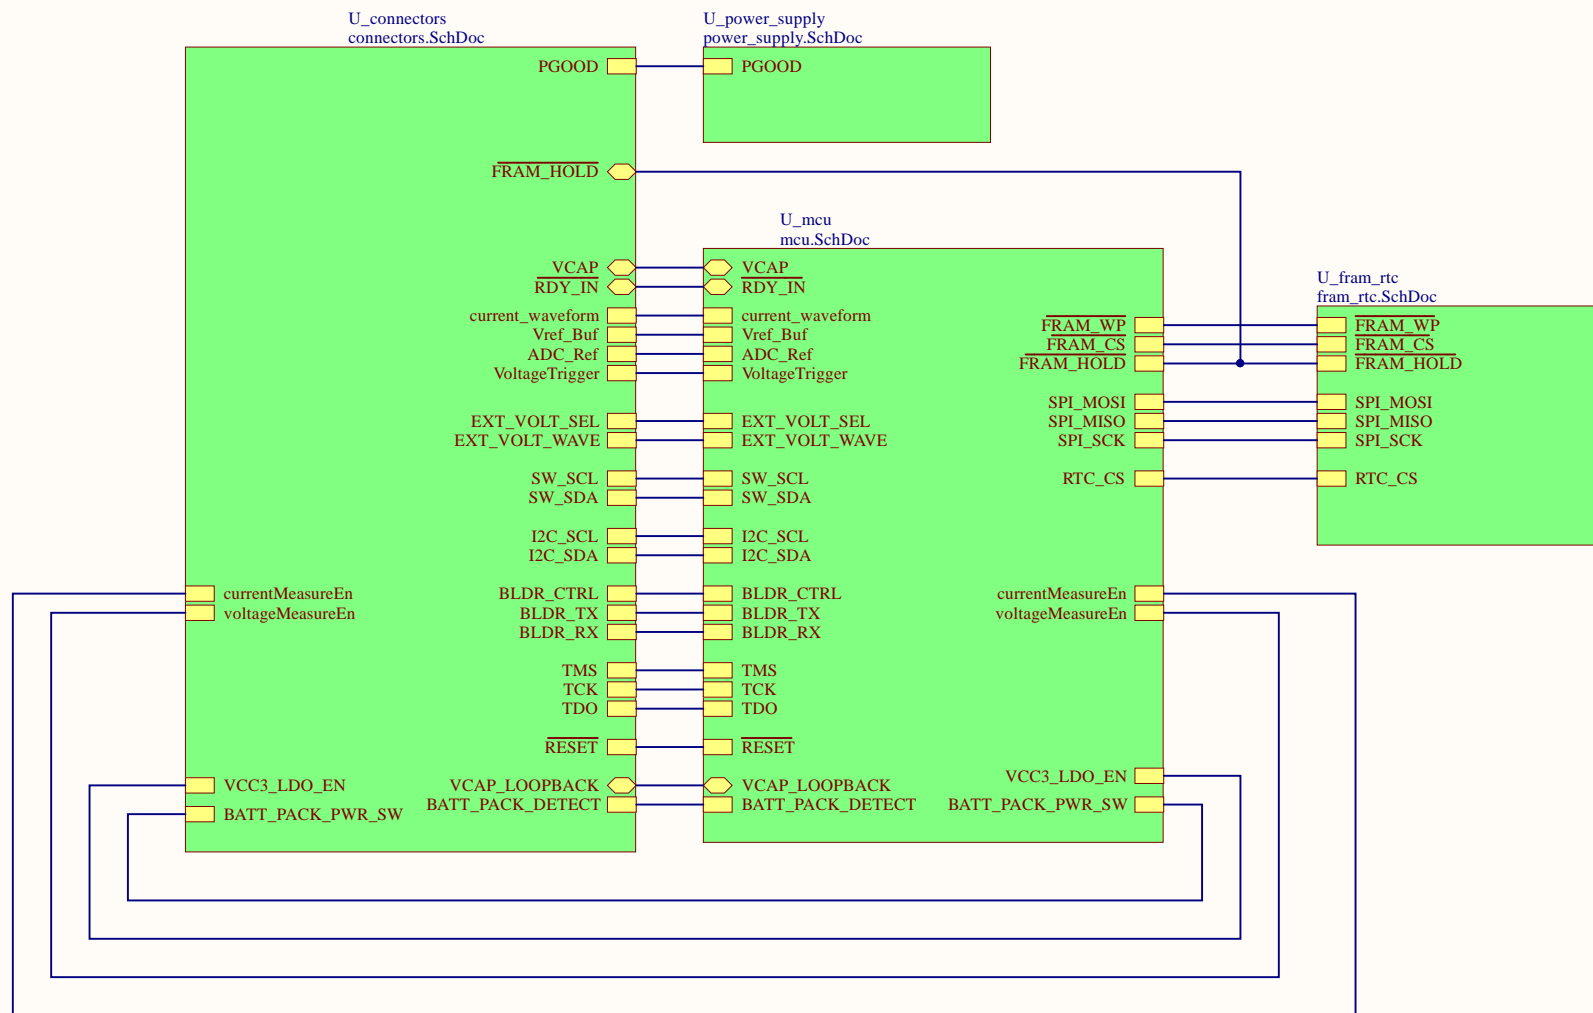 U_connectors
connectors.SchDoc
PGOOD
FRAM_HOLD
VCAP
RDY_IN
current_waveform
Vref_Buf
ADC_Ref
VoltageTrigger
EXT_VOLT_SEL
EXT_VOLT_WAVE
SW_SCL
SW_SDA
I2C_SCL
I2C_SDA
currentMeasureEn
voltageMeasureEn
BLDR_CTRL
BLDR_TX
BLDR_RX
TMS
TCK
TDO
RESET
VCC3_LDO_EN
BATT_PACK_PWR_SW
VCAP_LOOPBACK
BATT_PACK_DETECT
U_power_supply
power_supply.SchDoc
PGOOD
U_mcu
mcu.SchDoc
VCAP
RDY_IN
current_waveform
Vref_Buf
ADC_Ref
VoltageTrigger
EXT_VOLT_SEL
EXT_VOLT_WAVE
SW_SCL
SW_SDA
I2C_SCL
I2C_SDA
BLDR_CTRL
BLDR_TX
BLDR_RX
TMS
TCK
TDO
RESET
VCAP_LOOPBACK
BATT_PACK_DETECT
FRAM_WP
FRAM_CS
FRAM_HOLD
SPI_MOSI
SPI_MISO
SPI_SCK
RTC_CS
currentMeasureEn
voltageMeasureEn
VCC3_LDO_EN
BATT_PACK_PWR_SW
U_fram_rtc
fram_rtc.SchDoc
FRAM_WP
FRAM_CS
FRAM_HOLD
SPI_MOSI
SPI_MISO
SPI_SCK
RTC_CS